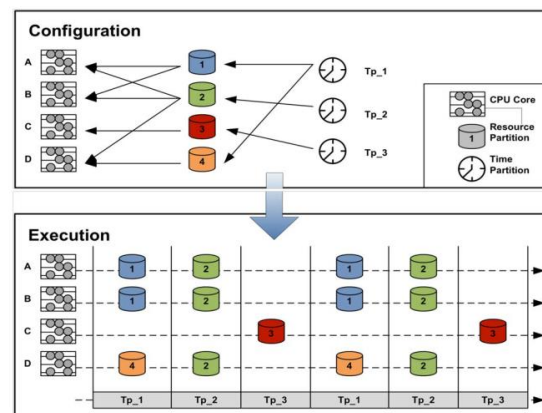 Configuration
A
1
Tp_1
B
2
Tp_2
C
3
Tp_3
D
4
CPU Core
1
Resource
Partition
Time
Partition
Execution
A
1
2
1
2
B
1
2
1
2
C
3
3
D
4
2
4
2
Tp_1
Tp_2
Tp_3
Tp_1
Tp_2
Tp_3